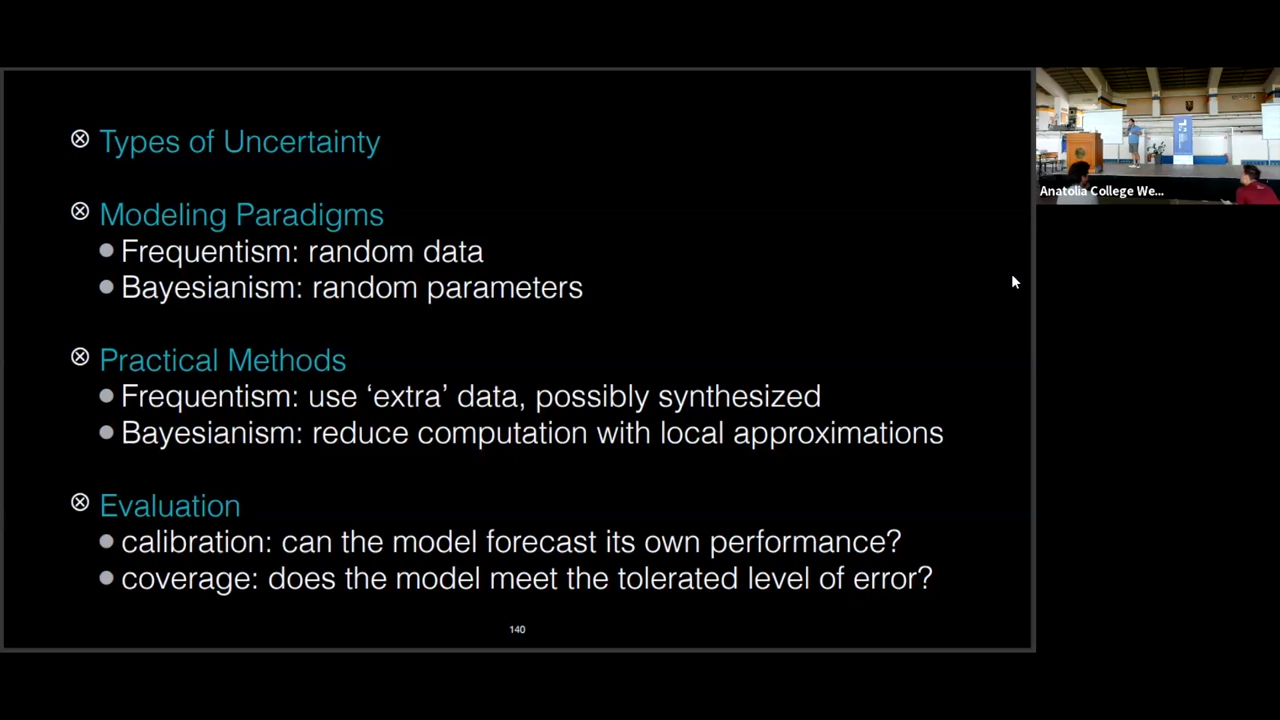 Types of Uncertainty
Modeling Paradigms
Frequentism: random data
Bayesianism: random parameters
Practical Methods
Frequentism: use ‘extra’ data, possibly synthesized
Bayesianism: reduce computation with local approximations
Evaluation
calibration: can the model forecast its own performance?
coverage: does the model meet the tolerated level of error?
140
Anatolia College We...